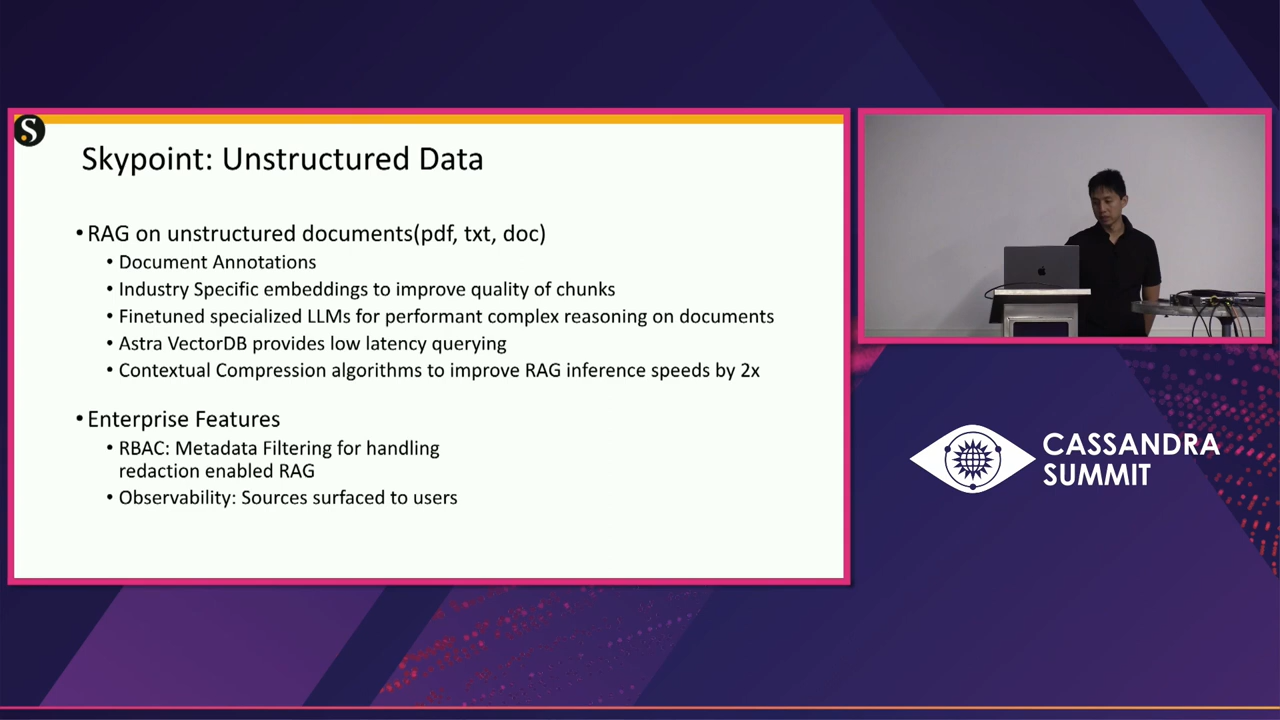 S
Skypoint: Unstructured Data
• RAG on unstructured documents(pdf, txt, doc)
• Document Annotations
• Industry Specific embeddings to improve quality of chunks
• Finetuned specialized LLMs for performant complex reasoning on documents
• Astra VectorDB provides low latency querying
• Contextual Compression algorithms to improve RAG inference speeds by 2x
• Enterprise Features
• RBAC: Metadata Filtering for handling
redaction enabled RAG
• Observability: Sources surfaced to users
CASSANDRA
SUMMIT